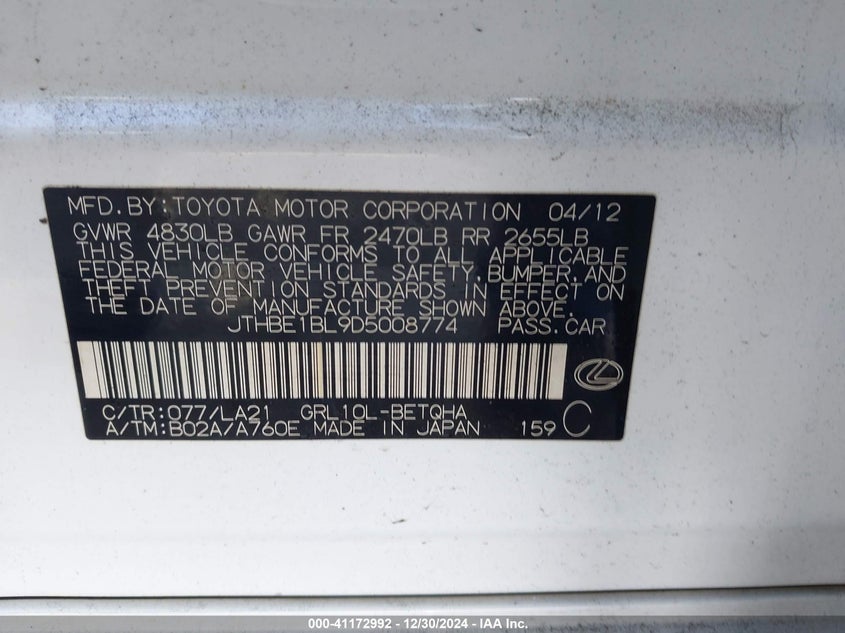 MFD.BY:TOYOTA MOTOR CORPORATION 04/12
GVWR 4830LB GAWR FR 2470LB RR 2655LB
THIS VEHICLE CONFORMS TO ALL APPLICABLE
FEDERAL MOTOR VEHICLE SAFETY,BUMPER,AND
THEFT PREVENTION STANDARDS IN EFFECT ON
THE DATE OF MANUFACTURE SHOWN ABOVE.
JTHBE1BL9D5008774 PASS.CAR
C/TR:077/LA21 GRL10L-BETQHA
A/TM:B02A/A760E MADE IN JAPAN 159 C
000-41172992 - 12/30/2024 - IAA Inc.